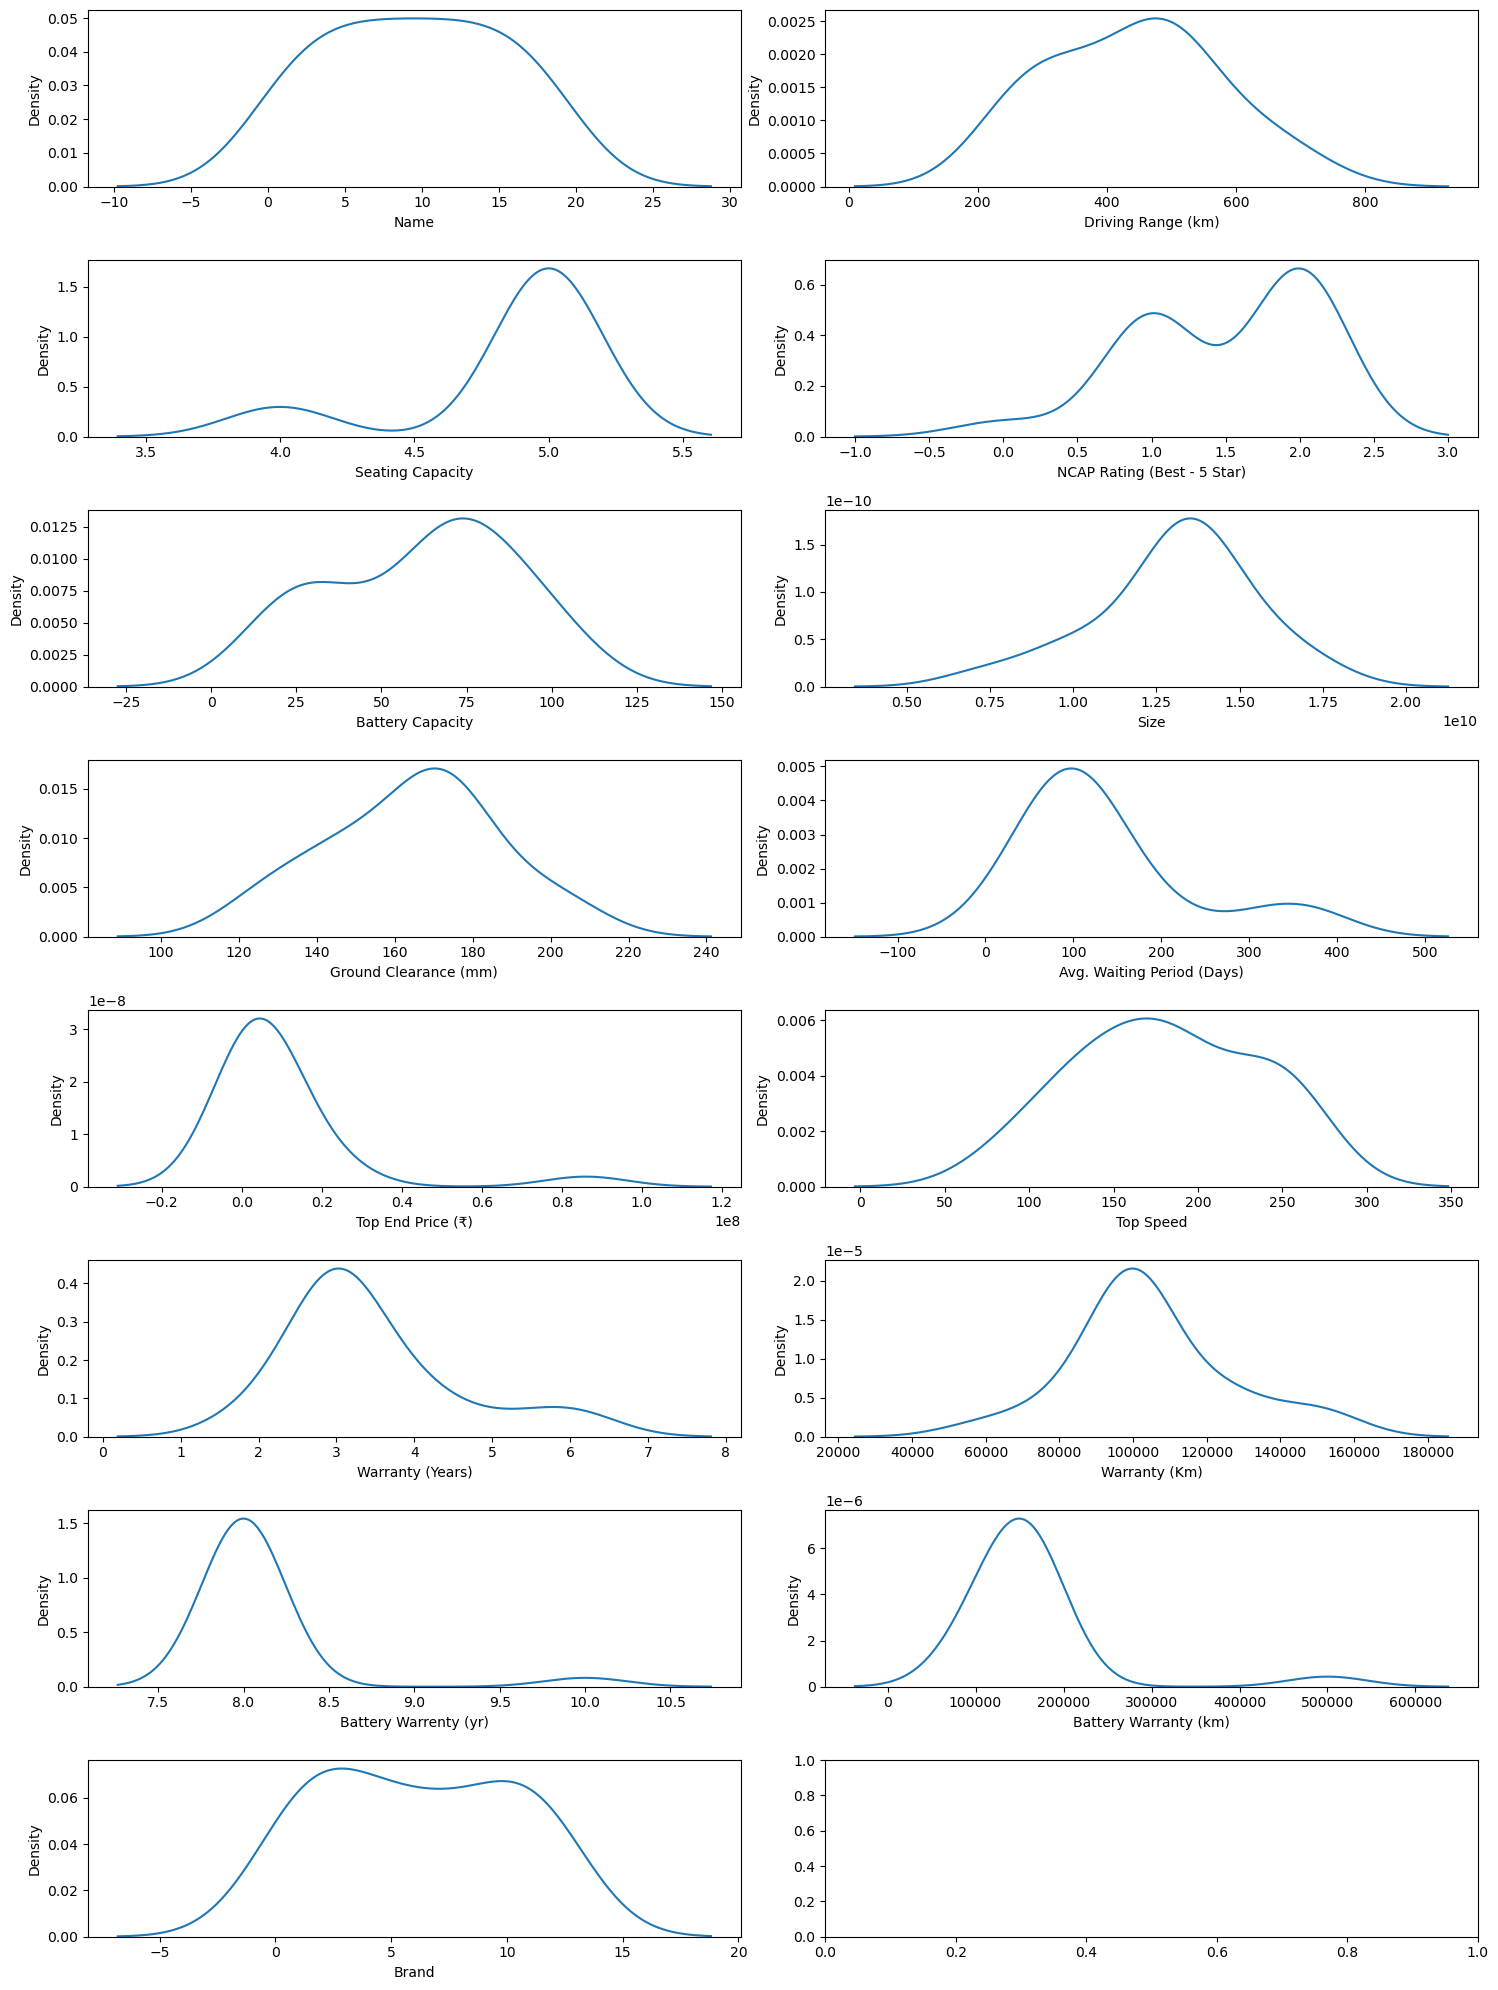 0.05
0.04
0.03
0.02
0.01
0.00
Density
−10 −5 0 5 10 15 20 25 30
Name
0.0025
0.0020
0.0015
0.0010
0.0005
0.0000
Density
0 200 400 600 800
Driving Range (km)
1.5
1.0
0.5
0.0
Density
3.5 4.0 4.5 5.0 5.5
Seating Capacity
0.6
0.4
0.2
0.0
Density
−1.0 −0.5 0.0 0.5 1.0 1.5 2.0 2.5 3.0
NCAP Rating (Best - 5 Star)
0.0125
0.0100
0.0075
0.0050
0.0025
0.0000
Density
−25 0 25 50 75 100 125 150
Battery Capacity
1e−10
1.5
1.0
0.5
0.0
Density
0.50 0.75 1.00 1.25 1.50 1.75 2.00
Size
1e10
0.015
0.010
0.005
0.000
Density
100 120 140 160 180 200 220 240
Ground Clearance (mm)
0.005
0.004
0.003
0.002
0.001
0.000
Density
−100 0 100 200 300 400 500
Avg. Waiting Period (Days)
1e−8
3
2
1
0
Density
−0.2 0.0 0.2 0.4 0.6 0.8 1.0 1.2
Top End Price (₹)
1e8
0.006
0.004
0.002
0.000
Density
0 50 100 150 200 250 300 350
Top Speed
0.4
0.3
0.2
0.1
0.0
Density
0 1 2 3 4 5 6 7 8
Warranty (Years)
1e−5
2.0
1.5
1.0
0.5
0.0
Density
20000 40000 60000 80000 100000 120000 140000 160000 180000
Warranty (Km)
1.5
1.0
0.5
0.0
Density
7.5 8.0 8.5 9.0 9.5 10.0 10.5
Battery Warrenty (yr)
1e−6
6
4
2
0
Density
0 100000 200000 300000 400000 500000 600000
Battery Warranty (km)
0.06
0.04
0.02
0.00
Density
−5 0 5 10 15 20
Brand
1.0
0.8
0.6
0.4
0.2
0.0
0.0 0.2 0.4 0.6 0.8 1.0